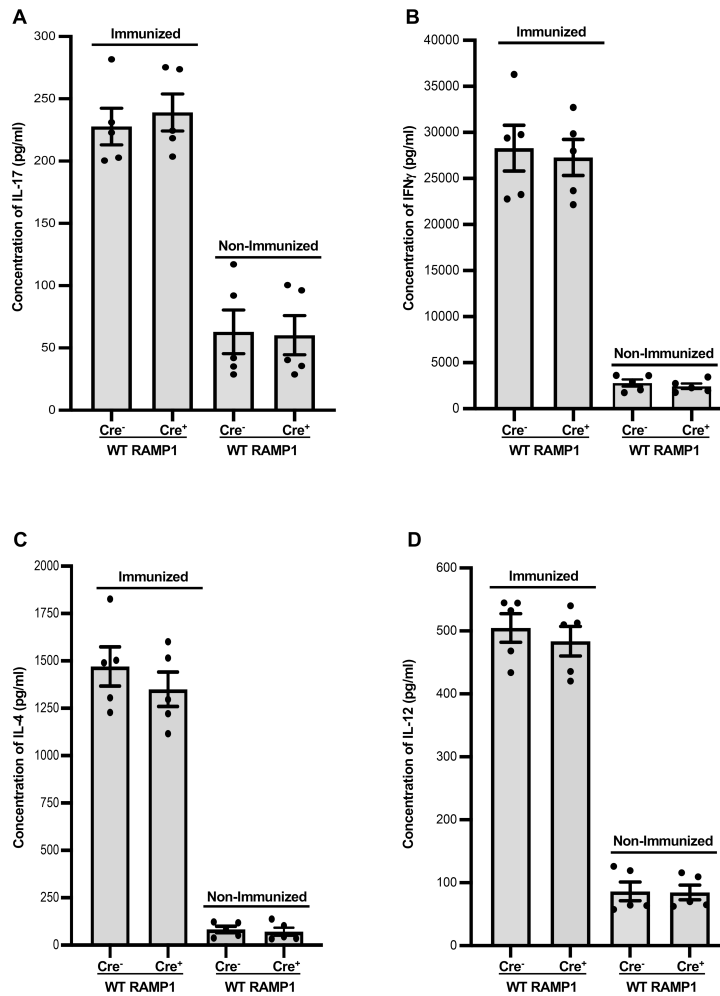 A
Concentration of IL-17 (pg/ml)
300
250
200
150
100
50
0
Immunized
Non-Immunized
Cre- Cre+ Cre- Cre+
WT RAMP1 WT RAMP1
B
Concentration of IFNγ (pg/ml)
40000
35000
30000
25000
20000
15000
10000
5000
0
Immunized
Non-Immunized
Cre- Cre+ Cre- Cre+
WT RAMP1 WT RAMP1
C
Concentration of IL-4 (pg/ml)
2000
1750
1500
1250
1000
750
500
250
0
Immunized
Non-Immunized
Cre- Cre+ Cre- Cre+
WT RAMP1 WT RAMP1
D
Concentration of IL-12 (pg/ml)
600
500
400
300
200
100
0
Immunized
Non-Immunized
Cre- Cre+ Cre- Cre+
WT RAMP1 WT RAMP1